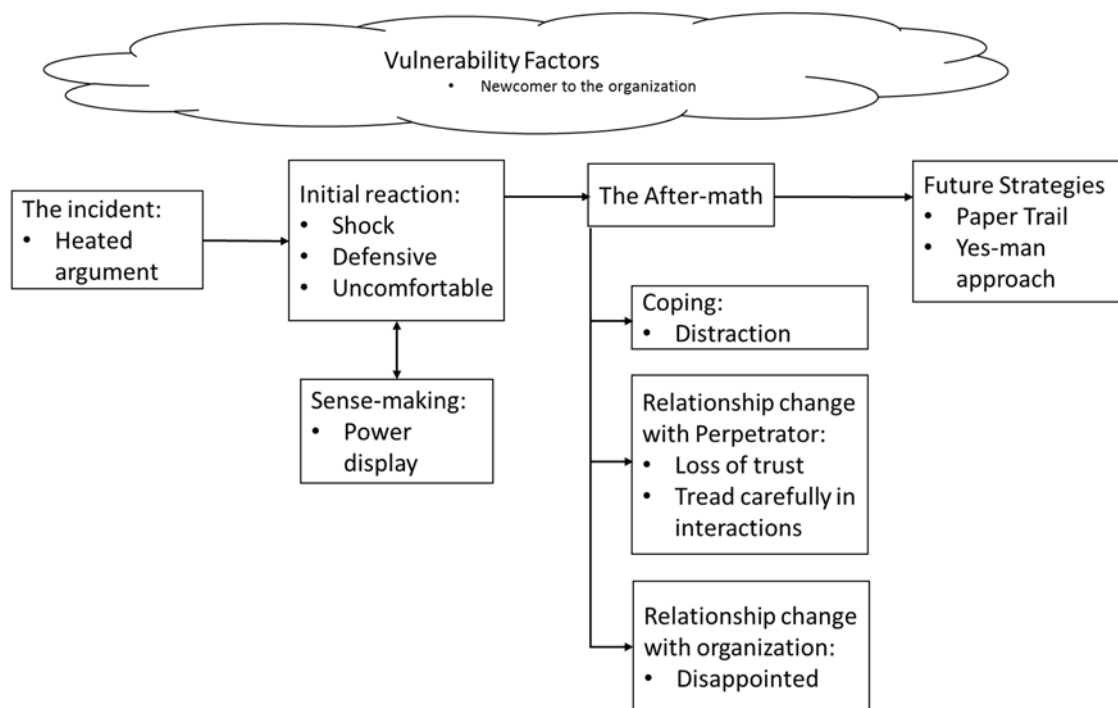 Vulnerability Factors
• Newcomer to the organization
The incident:
• Heated
argument
Initial reaction:
• Shock
• Defensive
• Uncomfortable
Sense-making:
• Power
display
The After-math
Coping:
• Distraction
Relationship change
with Perpetrator:
• Loss of trust
• Tread carefully in
interactions
Relationship change
with organization:
• Disappointed
Future Strategies
• Paper Trail
• Yes-man
approach